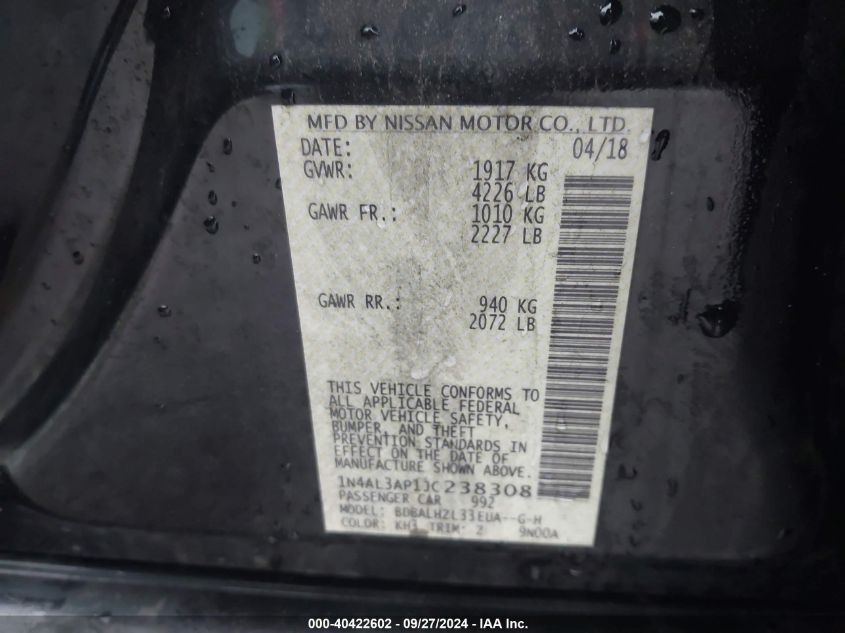 MFD BY NISSAN MOTOR CO., LTD.
DATE: 04/18
GVWR: 1917 KG
4226 LB
GAWR FR.: 1010 KG
2227 LB
GAWR RR.: 940 KG
2072 LB
THIS VEHICLE CONFORMS TO
ALL APPLICABLE FEDERAL
MOTOR VEHICLE SAFETY,
BUMPER, AND THEFT
PREVENTION STANDARDS IN
EFFECT ON THE DATE OF
MANUFACTURE SHOWN ABOVE.
1N4AL3AP1JC238308
PASSENGER CAR 992
MODEL: BDBALHZL33EUA--G-H
COLOR: KH3 TRIM: Z 9N00A
000-40422602 - 09/27/2024 - IAA Inc.